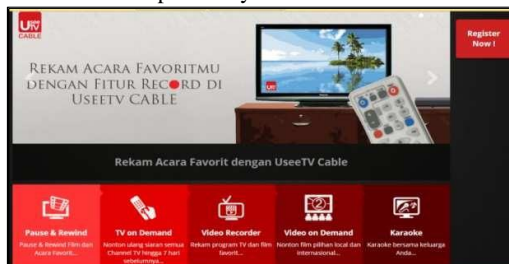 UseeTV
CABLE
Register
Now !
REKAM ACARA FAVORITMU
DENGAN FITUR RECORD DI
USEETV CABLE
Rekam Acara Favorit dengan UseeTV Cable
Pause & Rewind
Pause & Rewind Film dan
Acara Favorit...
TV on Demand
Nonton ulang siaran semua
Channel TV hingga 7 hari
sebelumnya...
Video Recorder
Rekam program TV dan film
favorit...
Video on Demand
Nonton film pilihan local dan
Internasional...
Karaoke
Karaoke bersama keluarga
Anda...